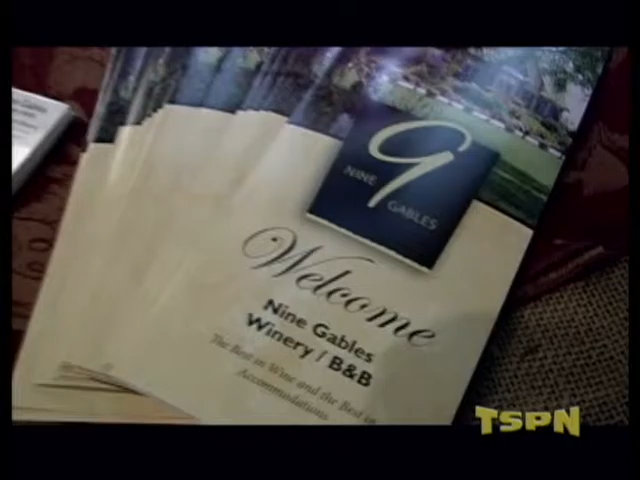 9
NINE
GABLES
Welcome
Nine Gables
Winery / B&B
The Best in Wine and the Best in
Accommodations
TSPN